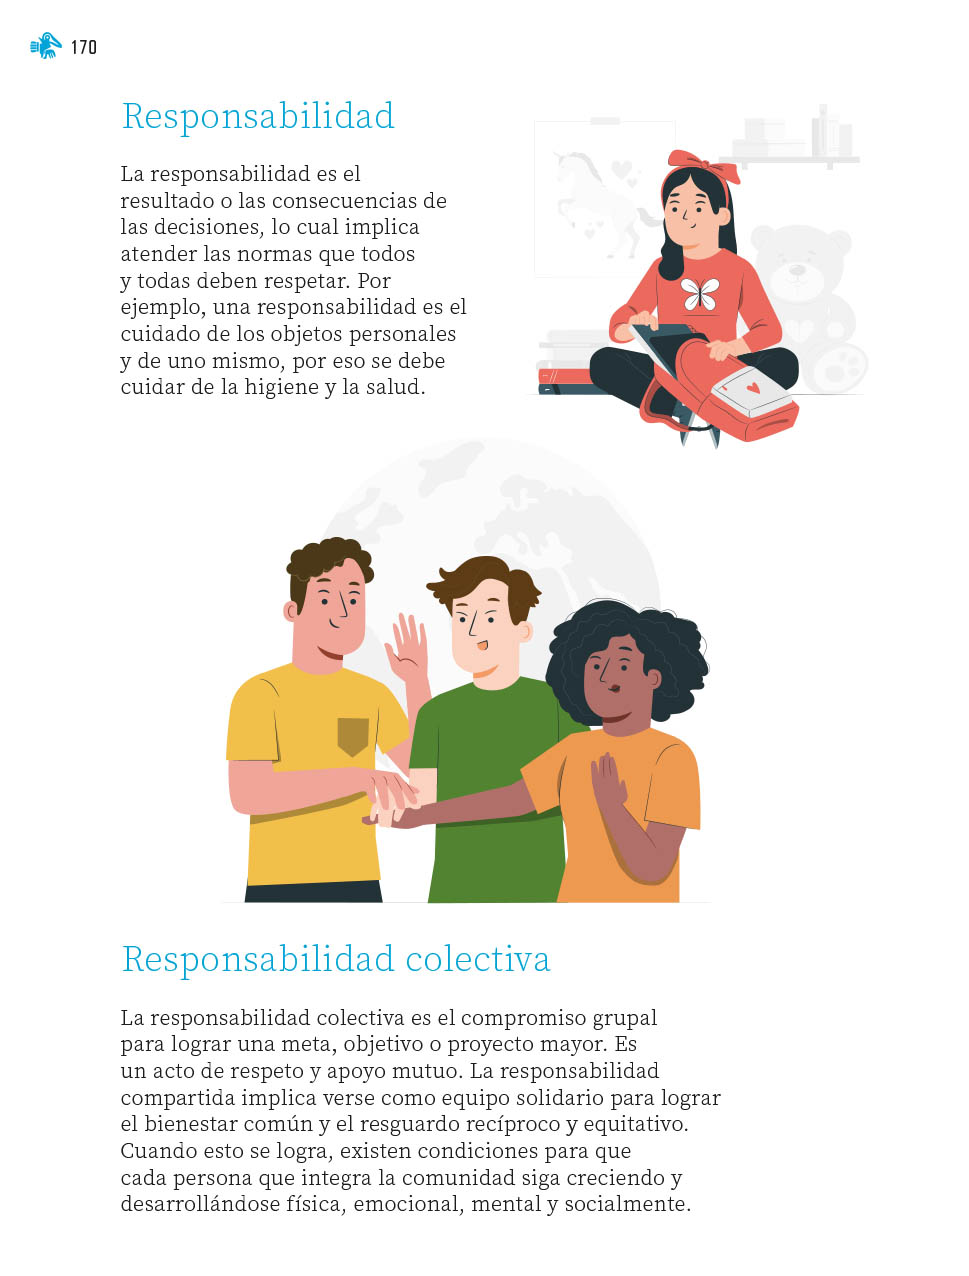 170
Responsabilidad
La responsabilidad es el
resultado o las consecuencias de
las decisiones, lo cual implica
atender las normas que todos
y todas deben respetar. Por
ejemplo, una responsabilidad es el
cuidado de los objetos personales
y de uno mismo, por eso se debe
cuidar de la higiene y la salud.
Responsabilidad colectiva
La responsabilidad colectiva es el compromiso grupal
para lograr una meta, objetivo o proyecto mayor. Es
un acto de respeto y apoyo mutuo. La responsabilidad
compartida implica verse como equipo solidario para lograr
el bienestar común y el resguardo recíproco y equitativo.
Cuando esto se logra, existen condiciones para que
cada persona que integra la comunidad siga creciendo y
desarrollándose física, emocional, mental y socialmente.